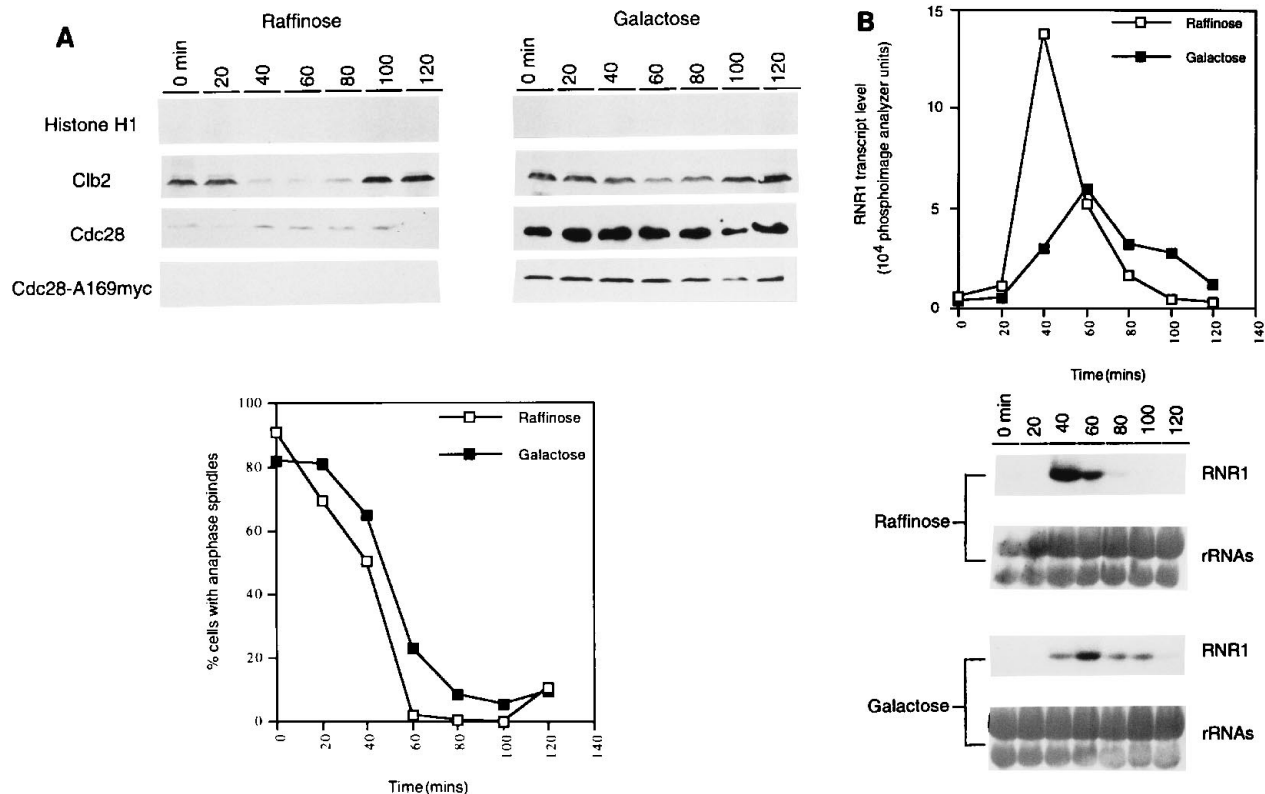 A
Raffinose
0 min 20 40 60 80 100 120
Galactose
0 min 20 40 60 80 100 120
Histone H1
Clb2
Cdc28
Cdc28-A169myc
100
80
60
40
20
0
% cells with anaphase spindles
Raffinose
Galactose
0 20 40 60 80 100 120 140
Time(mins)
B
15
10
5
0
RNR1 transcript level
(10⁴ phosphoimage analyzer units)
Raffinose
Galactose
0 20 40 60 80 100 120 140
Time(mins)
0 min 20 40 60 80 100 120
Raffinose
RNR1
rRNAs
Galactose
RNR1
rRNAs